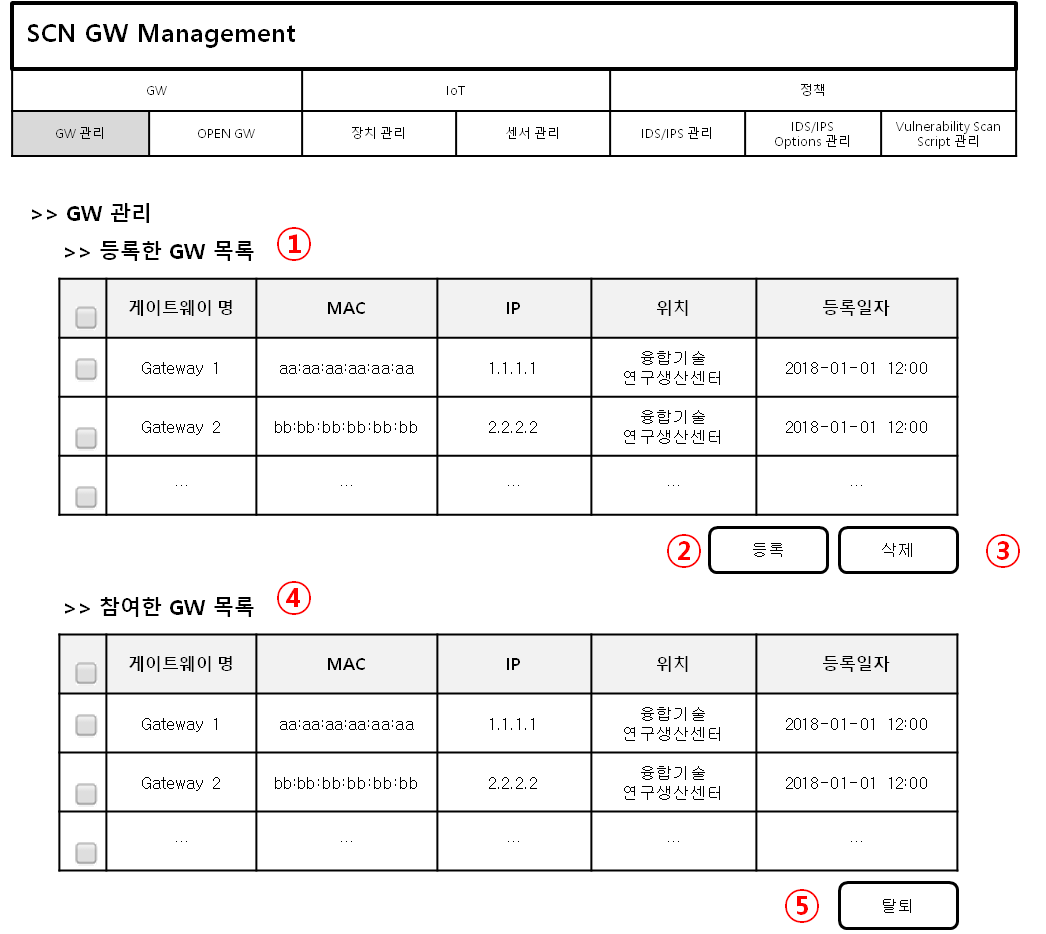 SCN GW Management
GW IoT 정책
GW 관리 OPEN GW 장치 관리 센서 관리 IDS/IPS 관리 IDS/IPS Options 관리 Vulnerability Scan Script 관리
>> GW 관리
>> 등록한 GW 목록 ①
게이트웨이 명 MAC IP 위치 등록일자
Gateway 1 aa:aa:aa:aa:aa:aa 1.1.1.1 융합기술 연구생산센터 2018-01-01 12:00
Gateway 2 bb:bb:bb:bb:bb:bb 2.2.2.2 융합기술 연구생산센터 2018-01-01 12:00
... ... ... ... ...
② 등록 삭제 ③
>> 참여한 GW 목록 ④
게이트웨이 명 MAC IP 위치 등록일자
Gateway 1 aa:aa:aa:aa:aa:aa 1.1.1.1 융합기술 연구생산센터 2018-01-01 12:00
Gateway 2 bb:bb:bb:bb:bb:bb 2.2.2.2 융합기술 연구생산센터 2018-01-01 12:00
... ... ... ... ...
⑤ 탈퇴